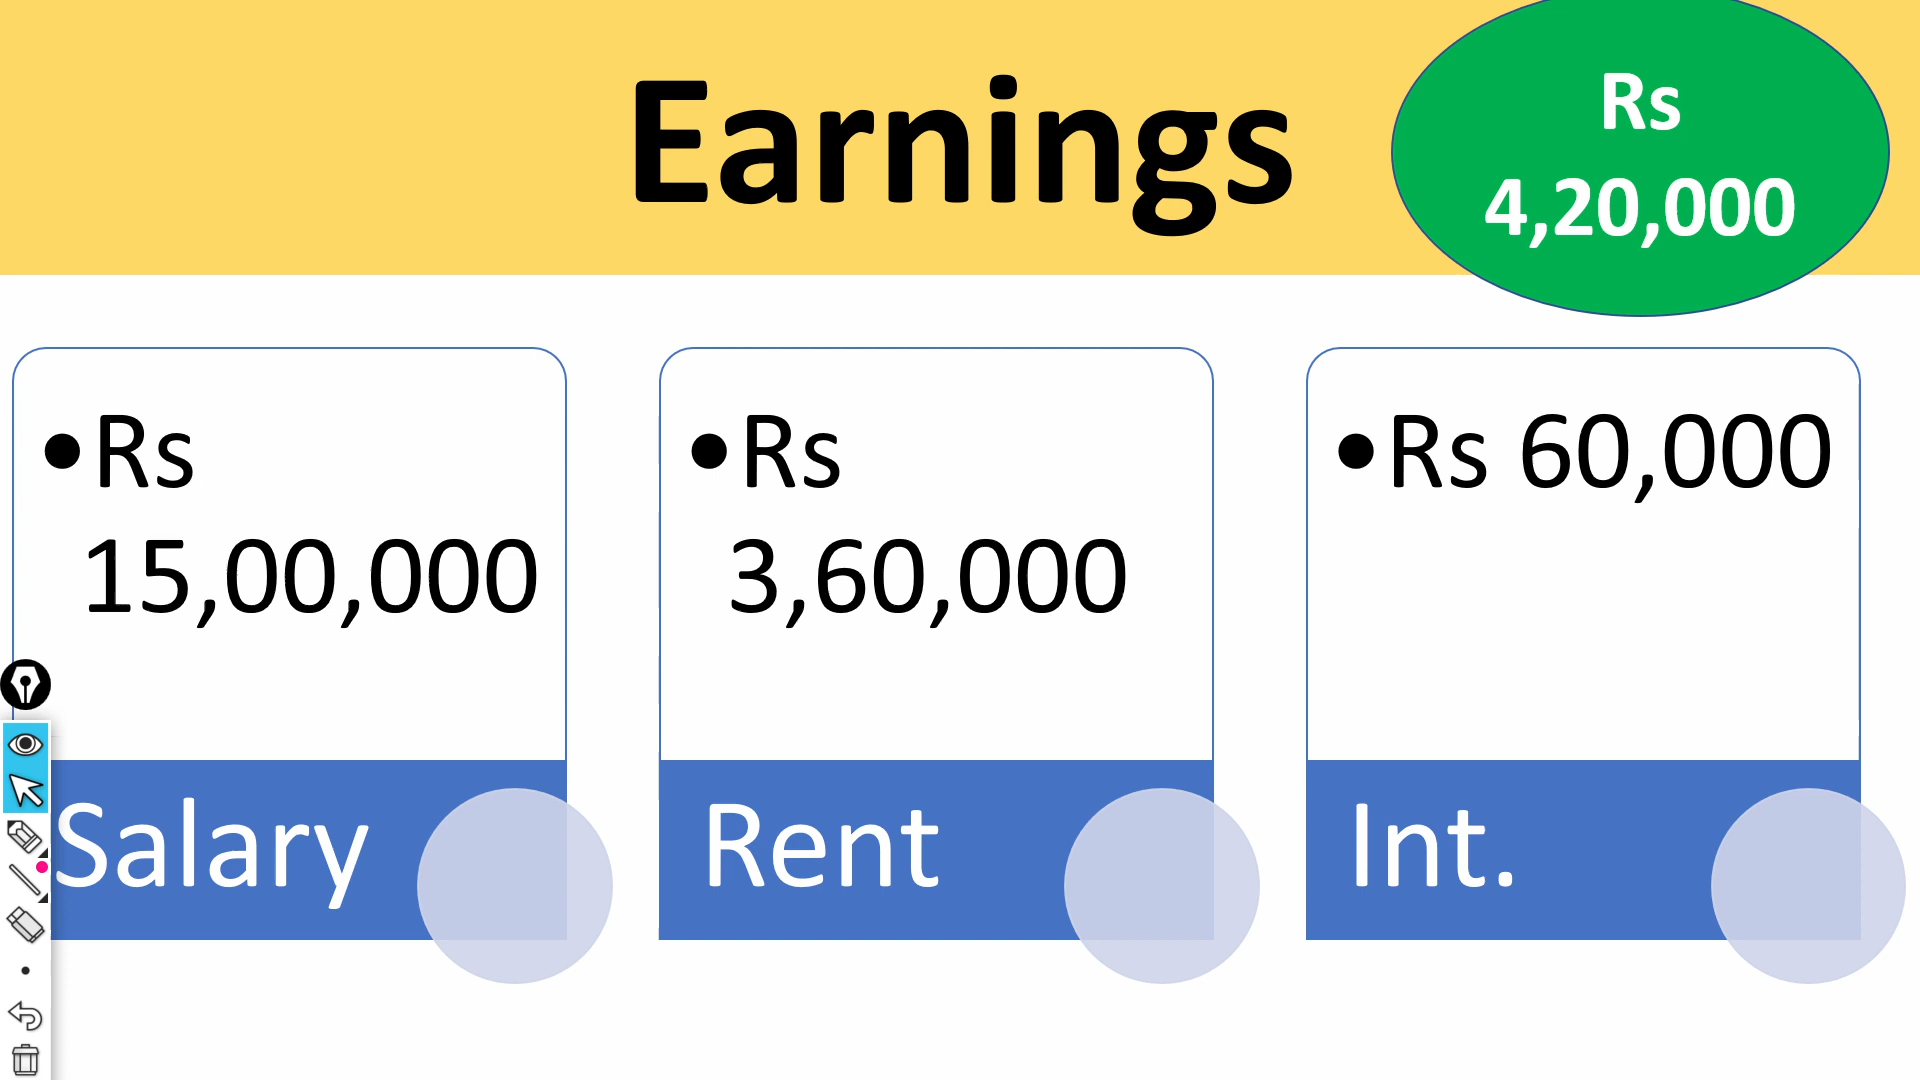 Earnings
Rs
4,20,000
•Rs
15,00,000
•Rs
3,60,000
•Rs 60,000
Salary
Rent
Int.